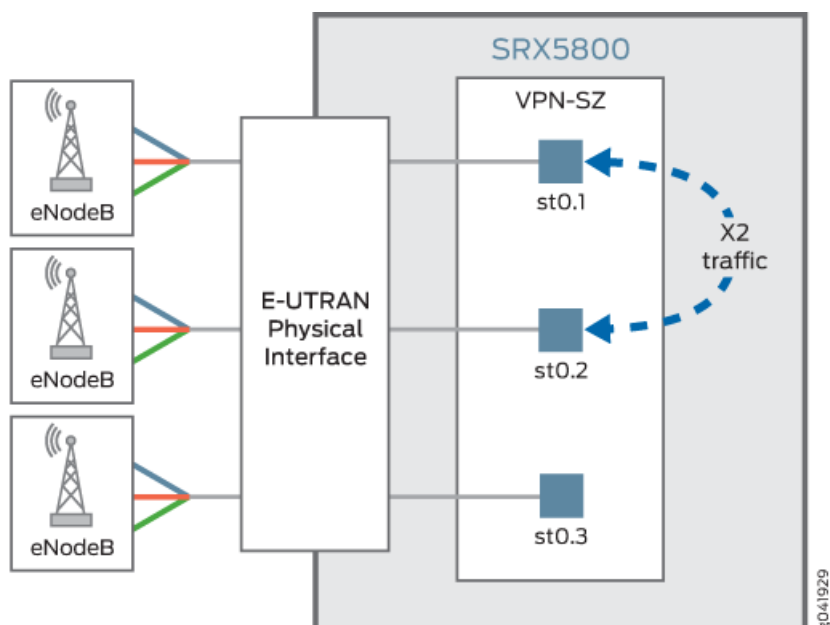 SRX5800
VPN-SZ
eNodeB
st0.1
X2
traffic
E-UTRAN
Physical
Interface
eNodeB
st0.2
eNodeB
st0.3
g041929